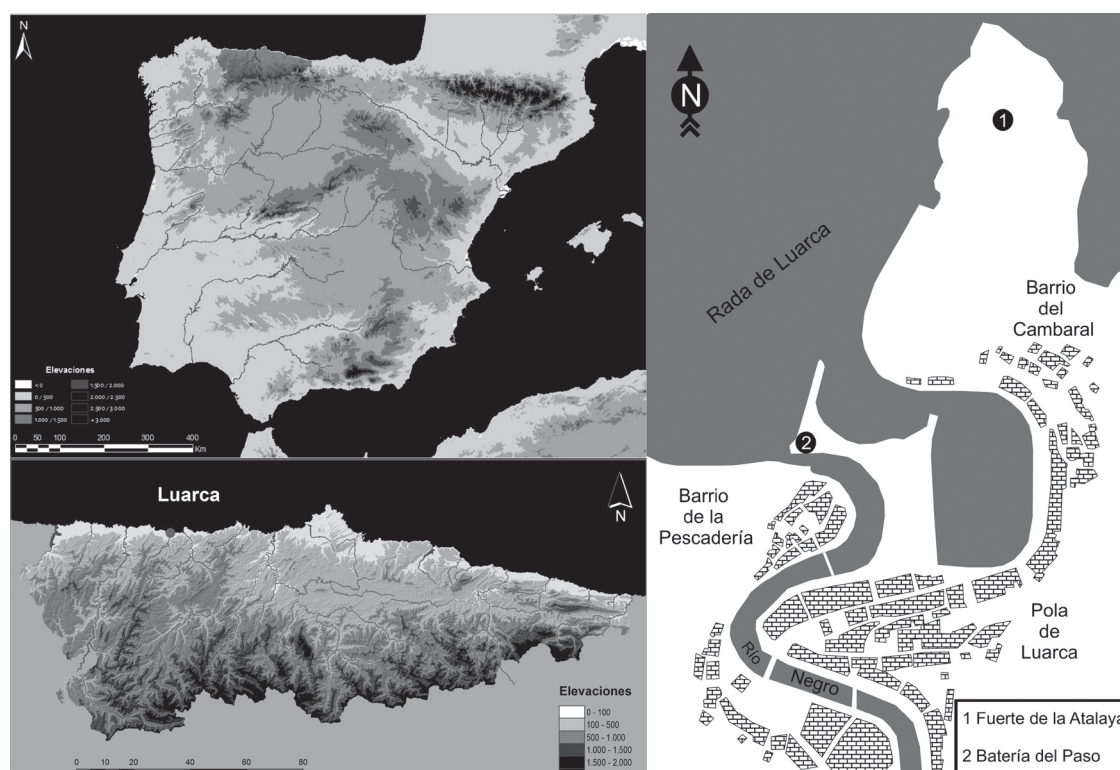 N
Elevaciones
< 0
0 / 500
500 / 1.000
1.000 / 1.500
1.500 / 2.000
2.000 / 2.500
2.500 / 3.000
+3.000
0 50 100 200 300 400
Km
Luarca
N
Elevaciones
0 - 100
100 - 500
500 - 1.000
1.000 - 1.500
1.500 - 2.000
0 20 40 60 80
N
1
Rada de Luarca
Barrio
del
Cambaral
2
Barrio
de la
Pescadería
Pola
de
Luarca
Río
Negro
1 Fuerte de la Atalaya
2 Batería del Paso